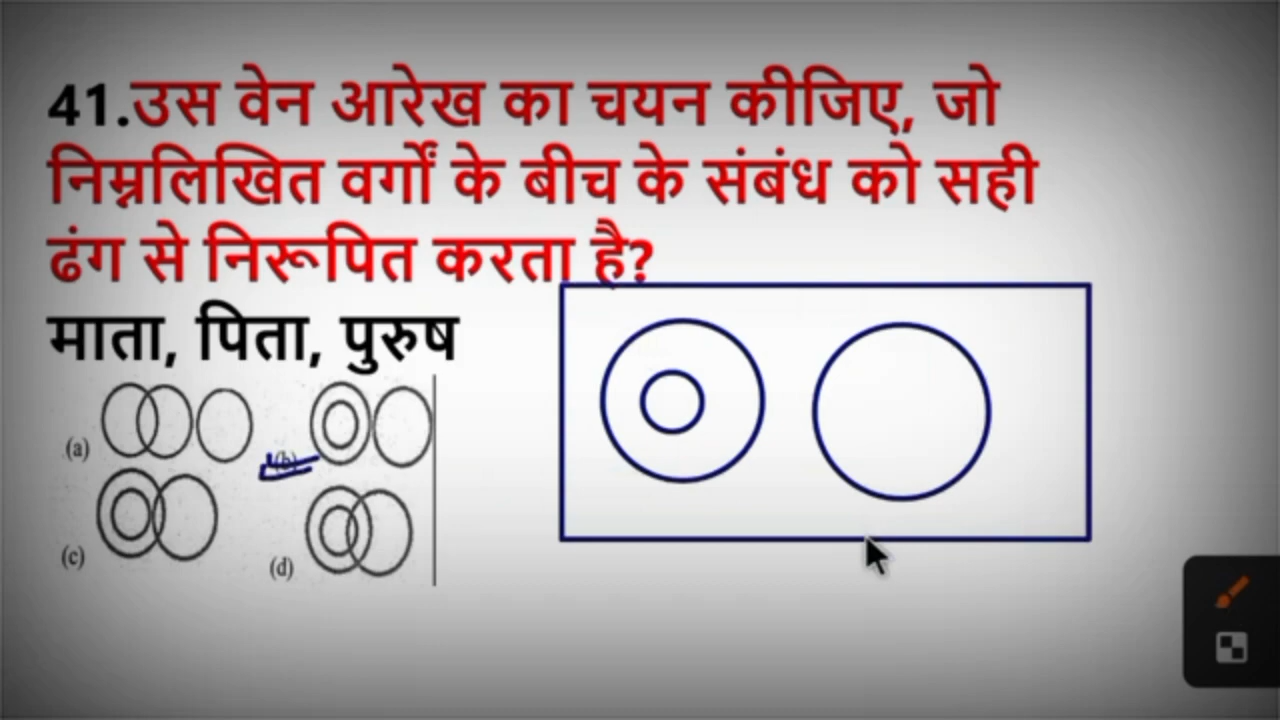 41.उस वेन आरेख का चयन कीजिए, जो
निम्नलिखित वर्गों के बीच के संबंध को सही
ढंग से निरूपित करता है?
माता, पिता, पुरुष
(a)
(b)
(c)
(d)